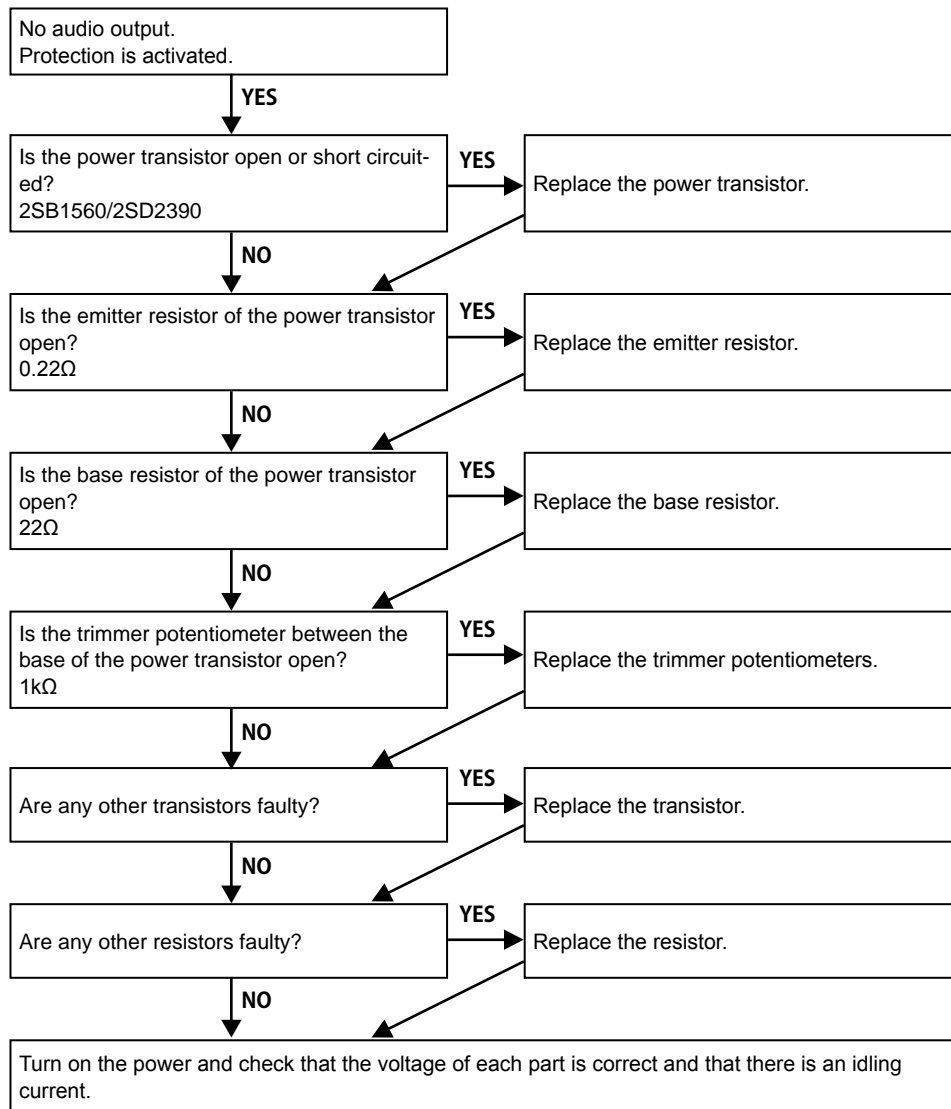 No audio output.
Protection is activated.
YES
Is the power transistor open or short circuit-
ed?
2SB1560/2SD2390
YES
Replace the power transistor.
NO
Is the emitter resistor of the power transistor
open?
0.22Ω
YES
Replace the emitter resistor.
NO
Is the base resistor of the power transistor
open?
22Ω
YES
Replace the base resistor.
NO
Is the trimmer potentiometer between the
base of the power transistor open?
1kΩ
YES
Replace the trimmer potentiometers.
NO
Are any other transistors faulty?
YES
Replace the transistor.
NO
Are any other resistors faulty?
YES
Replace the resistor.
NO
Turn on the power and check that the voltage of each part is correct and that there is an idling
current.